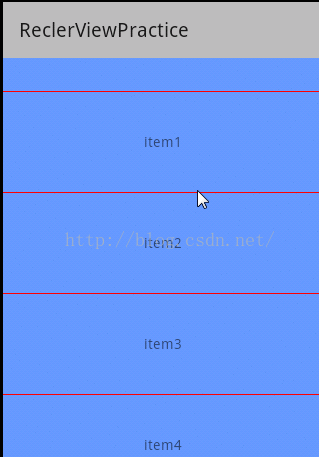 ReclerViewPractice
item1
http://blog.csdn.net/
item2
item3
item4